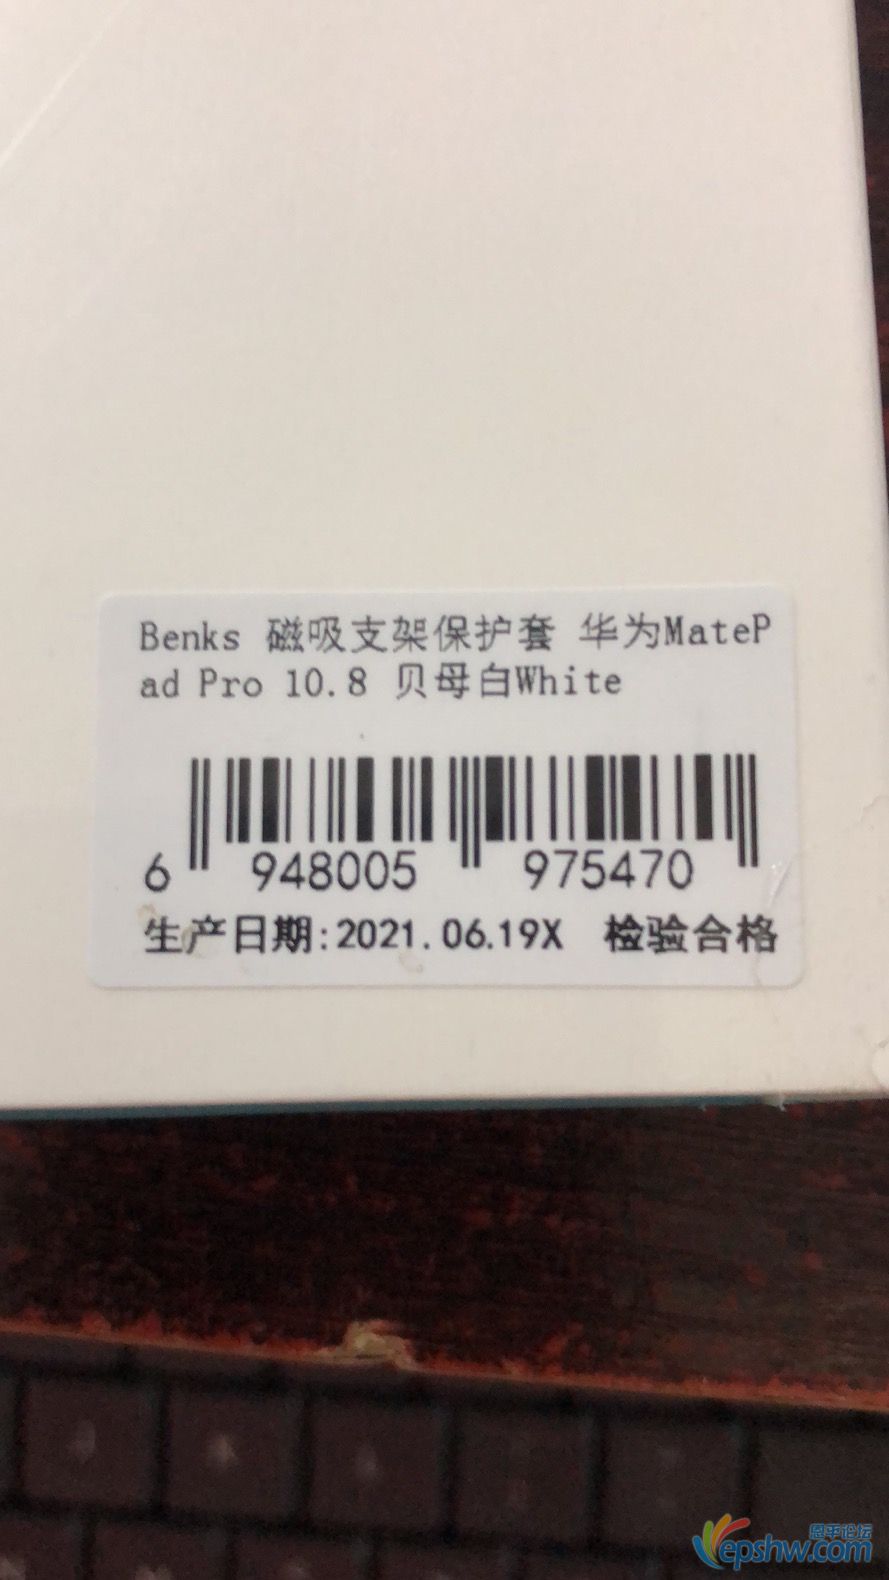 Benks 磁吸支架保护套 华为MateP
ad Pro 10.8 贝母白White
6 948005 975470
生产日期:2021.06.19X 检验合格
恩平论坛
epshw.com